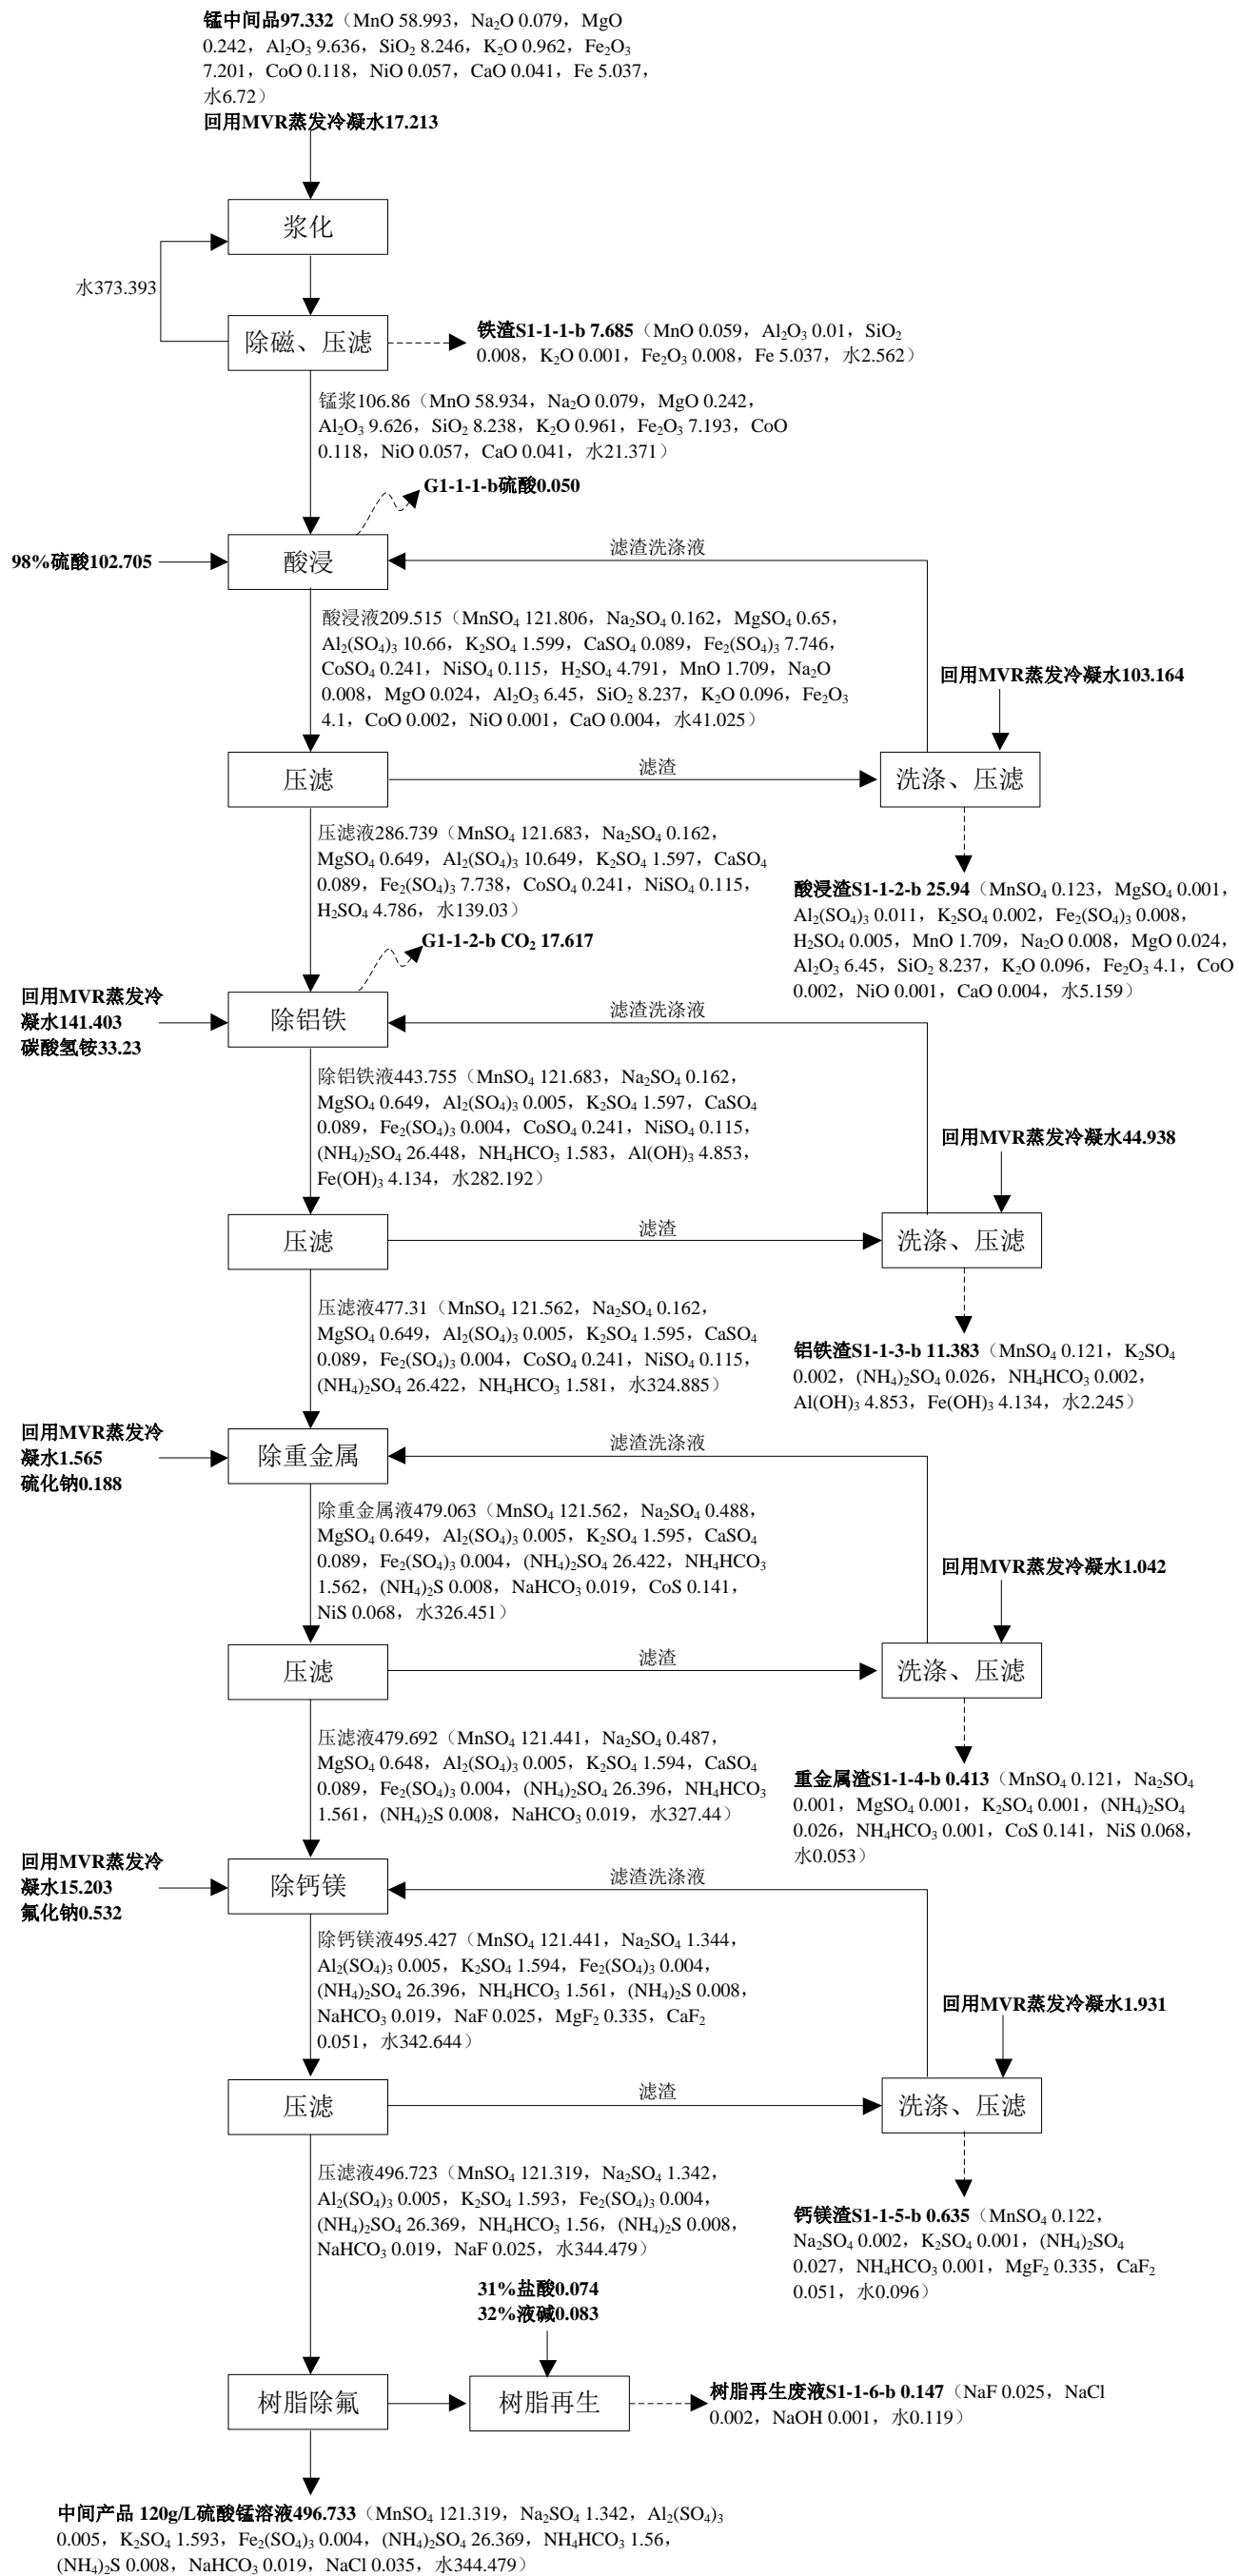 锰中间品97.332（MnO 58.993，Na₂O 0.079，MgO
0.242，Al₂O₃ 9.636，SiO₂ 8.246，K₂O 0.962，Fe₂O₃
7.201，CoO 0.118，NiO 0.057，CaO 0.041，Fe 5.037，
水6.72）
回用MVR蒸发冷凝水17.213
浆化
水373.393
除磁、压滤
铁渣S1-1-1-b 7.685（MnO 0.059，Al₂O₃ 0.01，SiO₂
0.008，K₂O 0.001，Fe₂O₃ 0.008，Fe 5.037，水2.562）
锰浆106.86（MnO 58.934，Na₂O 0.079，MgO 0.242，
Al₂O₃ 9.626，SiO₂ 8.238，K₂O 0.961，Fe₂O₃ 7.193，CoO
0.118，NiO 0.057，CaO 0.041，水21.371）
G1-1-1-b硫酸0.050
98%硫酸102.705
酸浸
滤渣洗涤液
酸浸液209.515（MnSO₄ 121.806，Na₂SO₄ 0.162，MgSO₄ 0.65，
Al₂(SO₄)₃ 10.66，K₂SO₄ 1.599，CaSO₄ 0.089，Fe₂(SO₄)₃ 7.746，
CoSO₄ 0.241，NiSO₄ 0.115，H₂SO₄ 4.791，MnO 1.709，Na₂O
0.008，MgO 0.024，Al₂O₃ 6.45，SiO₂ 8.237，K₂O 0.096，Fe₂O₃
4.1，CoO 0.002，NiO 0.001，CaO 0.004，水41.025）
回用MVR蒸发冷凝水103.164
压滤
滤渣
洗涤、压滤
压滤液286.739（MnSO₄ 121.683，Na₂SO₄ 0.162，
MgSO₄ 0.649，Al₂(SO₄)₃ 10.649，K₂SO₄ 1.597，CaSO₄
0.089，Fe₂(SO₄)₃ 7.738，CoSO₄ 0.241，NiSO₄ 0.115，
H₂SO₄ 4.786，水139.03）
酸浸渣S1-1-2-b 25.94（MnSO₄ 0.123，MgSO₄ 0.001，
Al₂(SO₄)₃ 0.011，K₂SO₄ 0.002，Fe₂(SO₄)₃ 0.008，
H₂SO₄ 0.005，MnO 1.709，Na₂O 0.008，MgO 0.024，
Al₂O₃ 6.45，SiO₂ 8.237，K₂O 0.096，Fe₂O₃ 4.1，CoO
0.002，NiO 0.001，CaO 0.004，水5.159）
G1-1-2-b CO₂ 17.617
回用MVR蒸发冷
凝水141.403
碳酸氢铵33.23
除铝铁
滤渣洗涤液
除铝铁液443.755（MnSO₄ 121.683，Na₂SO₄ 0.162，
MgSO₄ 0.649，Al₂(SO₄)₃ 0.005，K₂SO₄ 1.597，CaSO₄
0.089，Fe₂(SO₄)₃ 0.004，CoSO₄ 0.241，NiSO₄ 0.115，
(NH₄)₂SO₄ 26.448，NH₄HCO₃ 1.583，Al(OH)₃ 4.853，
Fe(OH)₃ 4.134，水282.192）
回用MVR蒸发冷凝水44.938
压滤
滤渣
洗涤、压滤
压滤液477.31（MnSO₄ 121.562，Na₂SO₄ 0.162，
MgSO₄ 0.649，Al₂(SO₄)₃ 0.005，K₂SO₄ 1.595，CaSO₄
0.089，Fe₂(SO₄)₃ 0.004，CoSO₄ 0.241，NiSO₄ 0.115，
(NH₄)₂SO₄ 26.422，NH₄HCO₃ 1.581，水324.885）
铝铁渣S1-1-3-b 11.383（MnSO₄ 0.121，K₂SO₄
0.002，(NH₄)₂SO₄ 0.026，NH₄HCO₃ 0.002，
Al(OH)₃ 4.853，Fe(OH)₃ 4.134，水2.245）
回用MVR蒸发冷
凝水1.565
硫化钠0.188
除重金属
滤渣洗涤液
除重金属液479.063（MnSO₄ 121.562，Na₂SO₄ 0.488，
MgSO₄ 0.649，Al₂(SO₄)₃ 0.005，K₂SO₄ 1.595，CaSO₄
0.089，Fe₂(SO₄)₃ 0.004，(NH₄)₂SO₄ 26.422，NH₄HCO₃
1.562，(NH₄)₂S 0.008，NaHCO₃ 0.019，CoS 0.141，
NiS 0.068，水326.451）
回用MVR蒸发冷凝水1.042
压滤
滤渣
洗涤、压滤
压滤液479.692（MnSO₄ 121.441，Na₂SO₄ 0.487，
MgSO₄ 0.648，Al₂(SO₄)₃ 0.005，K₂SO₄ 1.594，CaSO₄
0.089，Fe₂(SO₄)₃ 0.004，(NH₄)₂SO₄ 26.396，NH₄HCO₃
1.561，(NH₄)₂S 0.008，NaHCO₃ 0.019，水327.44）
重金属渣S1-1-4-b 0.413（MnSO₄ 0.121，Na₂SO₄
0.001，MgSO₄ 0.001，K₂SO₄ 0.001，(NH₄)₂SO₄
0.026，NH₄HCO₃ 0.001，CoS 0.141，NiS 0.068，
水0.053）
回用MVR蒸发冷
凝水15.203
氟化钠0.532
除钙镁
滤渣洗涤液
除钙镁液495.427（MnSO₄ 121.441，Na₂SO₄ 1.344，
Al₂(SO₄)₃ 0.005，K₂SO₄ 1.594，Fe₂(SO₄)₃ 0.004，
(NH₄)₂SO₄ 26.396，NH₄HCO₃ 1.561，(NH₄)₂S 0.008，
NaHCO₃ 0.019，NaF 0.025，MgF₂ 0.335，CaF₂
0.051，水342.644）
回用MVR蒸发冷凝水1.931
压滤
滤渣
洗涤、压滤
压滤液496.723（MnSO₄ 121.319，Na₂SO₄ 1.342，
Al₂(SO₄)₃ 0.005，K₂SO₄ 1.593，Fe₂(SO₄)₃ 0.004，
(NH₄)₂SO₄ 26.369，NH₄HCO₃ 1.56，(NH₄)₂S 0.008，
NaHCO₃ 0.019，NaF 0.025，水344.479）
钙镁渣S1-1-5-b 0.635（MnSO₄ 0.122，
Na₂SO₄ 0.002，K₂SO₄ 0.001，(NH₄)₂SO₄
0.027，NH₄HCO₃ 0.001，MgF₂ 0.335，CaF₂
0.051，水0.096）
31%盐酸0.074
32%液碱0.083
树脂除氟
树脂再生
树脂再生废液S1-1-6-b 0.147（NaF 0.025，NaCl
0.002，NaOH 0.001，水0.119）
中间产品 120g/L硫酸锰溶液496.733（MnSO₄ 121.319，Na₂SO₄ 1.342，Al₂(SO₄)₃
0.005，K₂SO₄ 1.593，Fe₂(SO₄)₃ 0.004，(NH₄)₂SO₄ 26.369，NH₄HCO₃ 1.56，
(NH₄)₂S 0.008，NaHCO₃ 0.019，NaCl 0.035，水344.479）